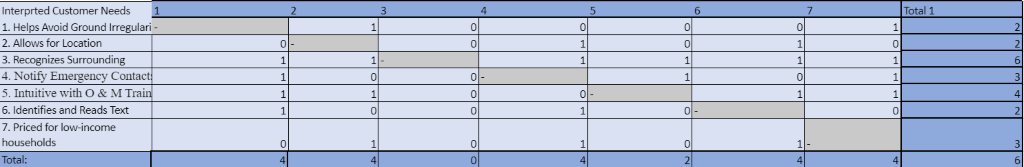 Interprted Customer Needs 1 2 3 4 5 6 7 Total 1
1. Helps Avoid Ground Irregulari - 1 0 0 0 0 1 2
2. Allows for Location 0 - 0 1 0 1 0 2
3. Recognizes Surrounding 1 1 - 1 1 1 1 6
4. Notify Emergency Contacts 1 0 0 - 1 0 1 3
5. Intuitive with O & M Train 1 1 0 0 - 1 1 4
6. Identifies and Reads Text 1 0 0 1 0 - 0 2
7. Priced for low-income
households 0 1 0 1 0 1 - 3
Total: 4 4 0 4 2 4 4 6